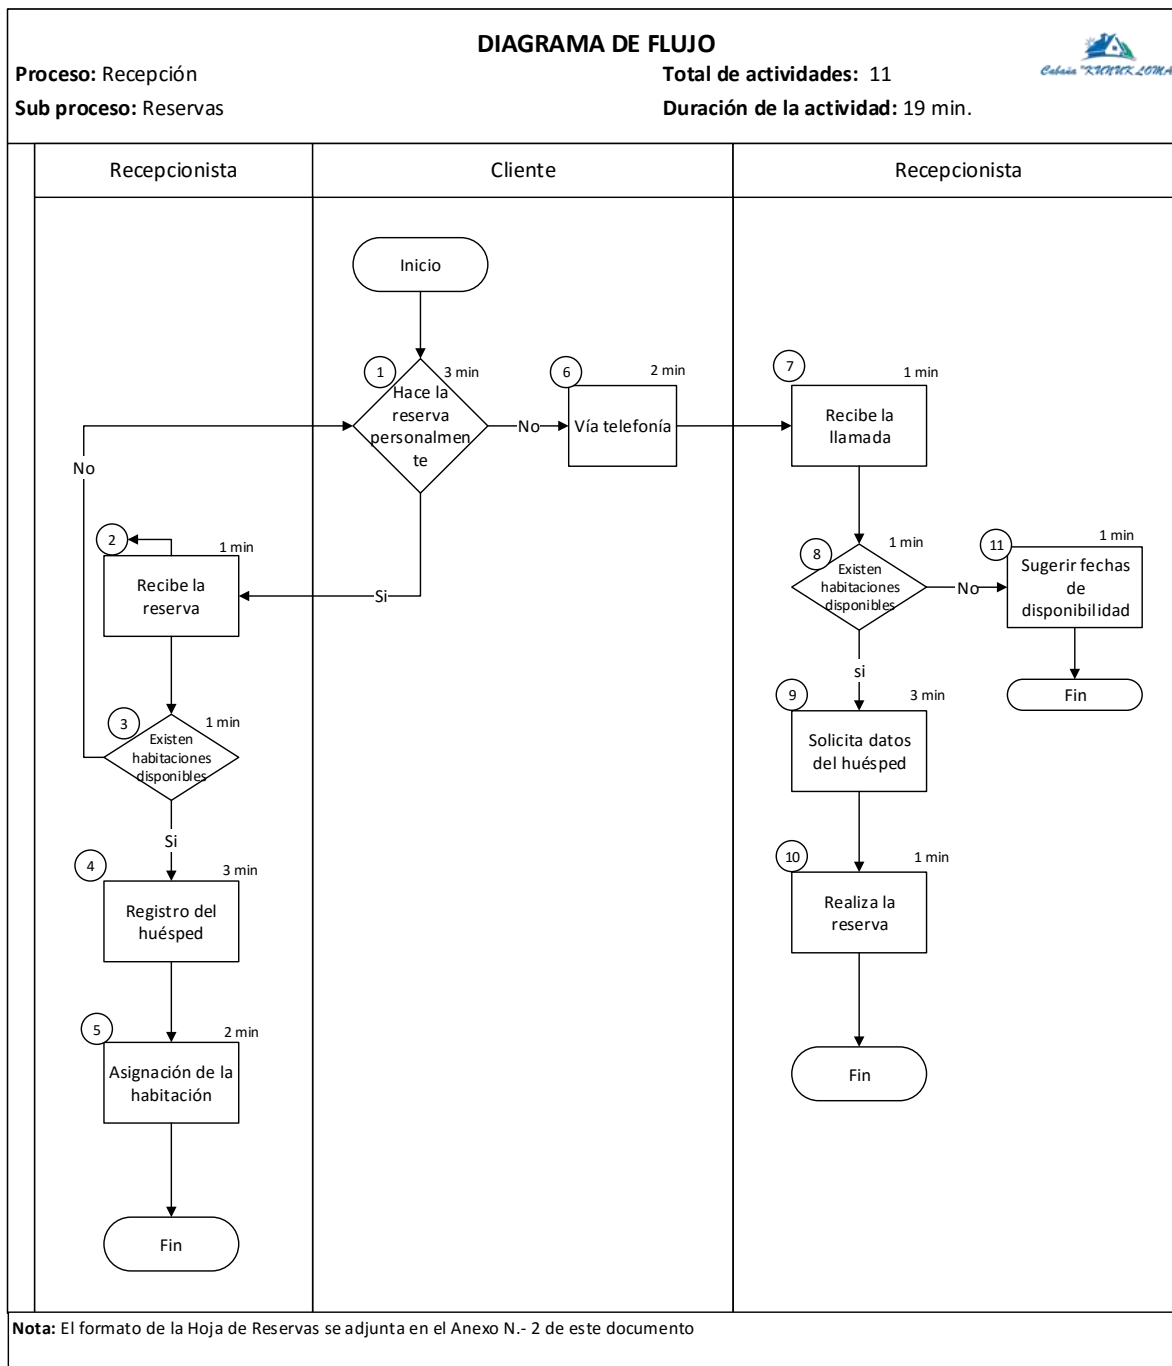 DIAGRAMA DE FLUJO
Proceso: Recepción
Total de actividades: 11
Sub proceso: Reservas
Duración de la actividad: 19 min.
Cabaña "KUNUK LOMA
Recepcionista
Cliente
Recepcionista
Inicio
1
3 min
Hace la
reserva
personalme
nte
No
6
2 min
Vía telefonía
7
1 min
Recibe la
llamada
No
2
1 min
Recibe la
reserva
Si
8
1 min
Existen
habitaciones
disponibles
No
11
1 min
Sugerir fechas
de
disponibilidad
Fin
si
3
1 min
Existen
habitaciones
disponibles
9
3 min
Solicita datos
del huésped
Si
4
3 min
Registro del
huésped
10
1 min
Realiza la
reserva
5
2 min
Asignación de la
habitación
Fin
Fin
Nota: El formato de la Hoja de Reservas se adjunta en el Anexo N.- 2 de este documento